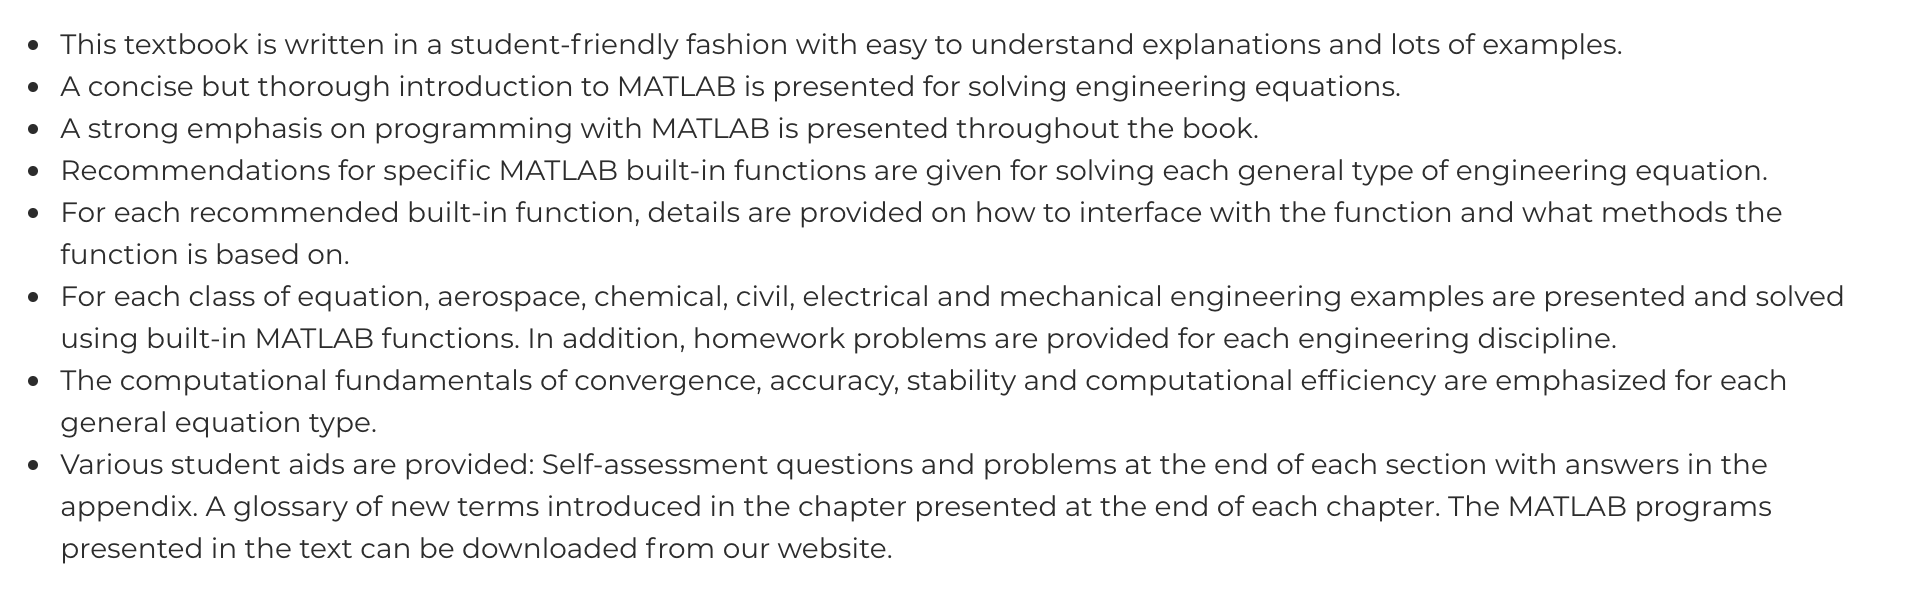 • This textbook is written in a student-friendly fashion with easy to understand explanations and lots of examples.
• A concise but thorough introduction to MATLAB is presented for solving engineering equations.
• A strong emphasis on programming with MATLAB is presented throughout the book.
• Recommendations for specific MATLAB built-in functions are given for solving each general type of engineering equation.
• For each recommended built-in function, details are provided on how to interface with the function and what methods the
function is based on.
• For each class of equation, aerospace, chemical, civil, electrical and mechanical engineering examples are presented and solved
using built-in MATLAB functions. In addition, homework problems are provided for each engineering discipline.
• The computational fundamentals of convergence, accuracy, stability and computational efficiency are emphasized for each
general equation type.
• Various student aids are provided: Self-assessment questions and problems at the end of each section with answers in the
appendix. A glossary of new terms introduced in the chapter presented at the end of each chapter. The MATLAB programs
presented in the text can be downloaded from our website.